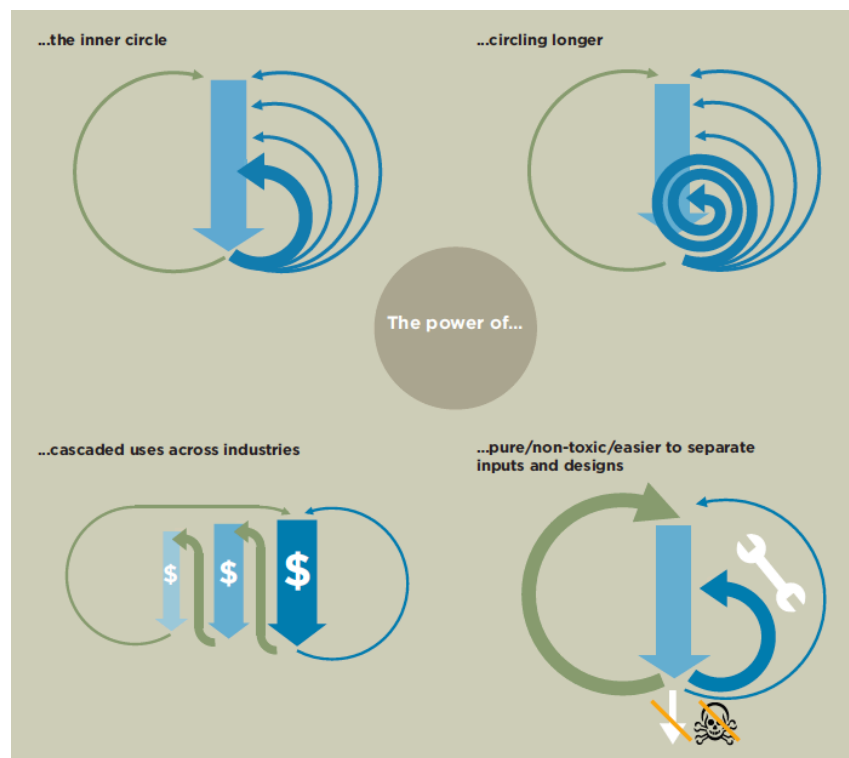 ...the inner circle
...circling longer
The power of...
...cascaded uses across industries
...pure/non-toxic/easier to separate
inputs and designs
$
$
$